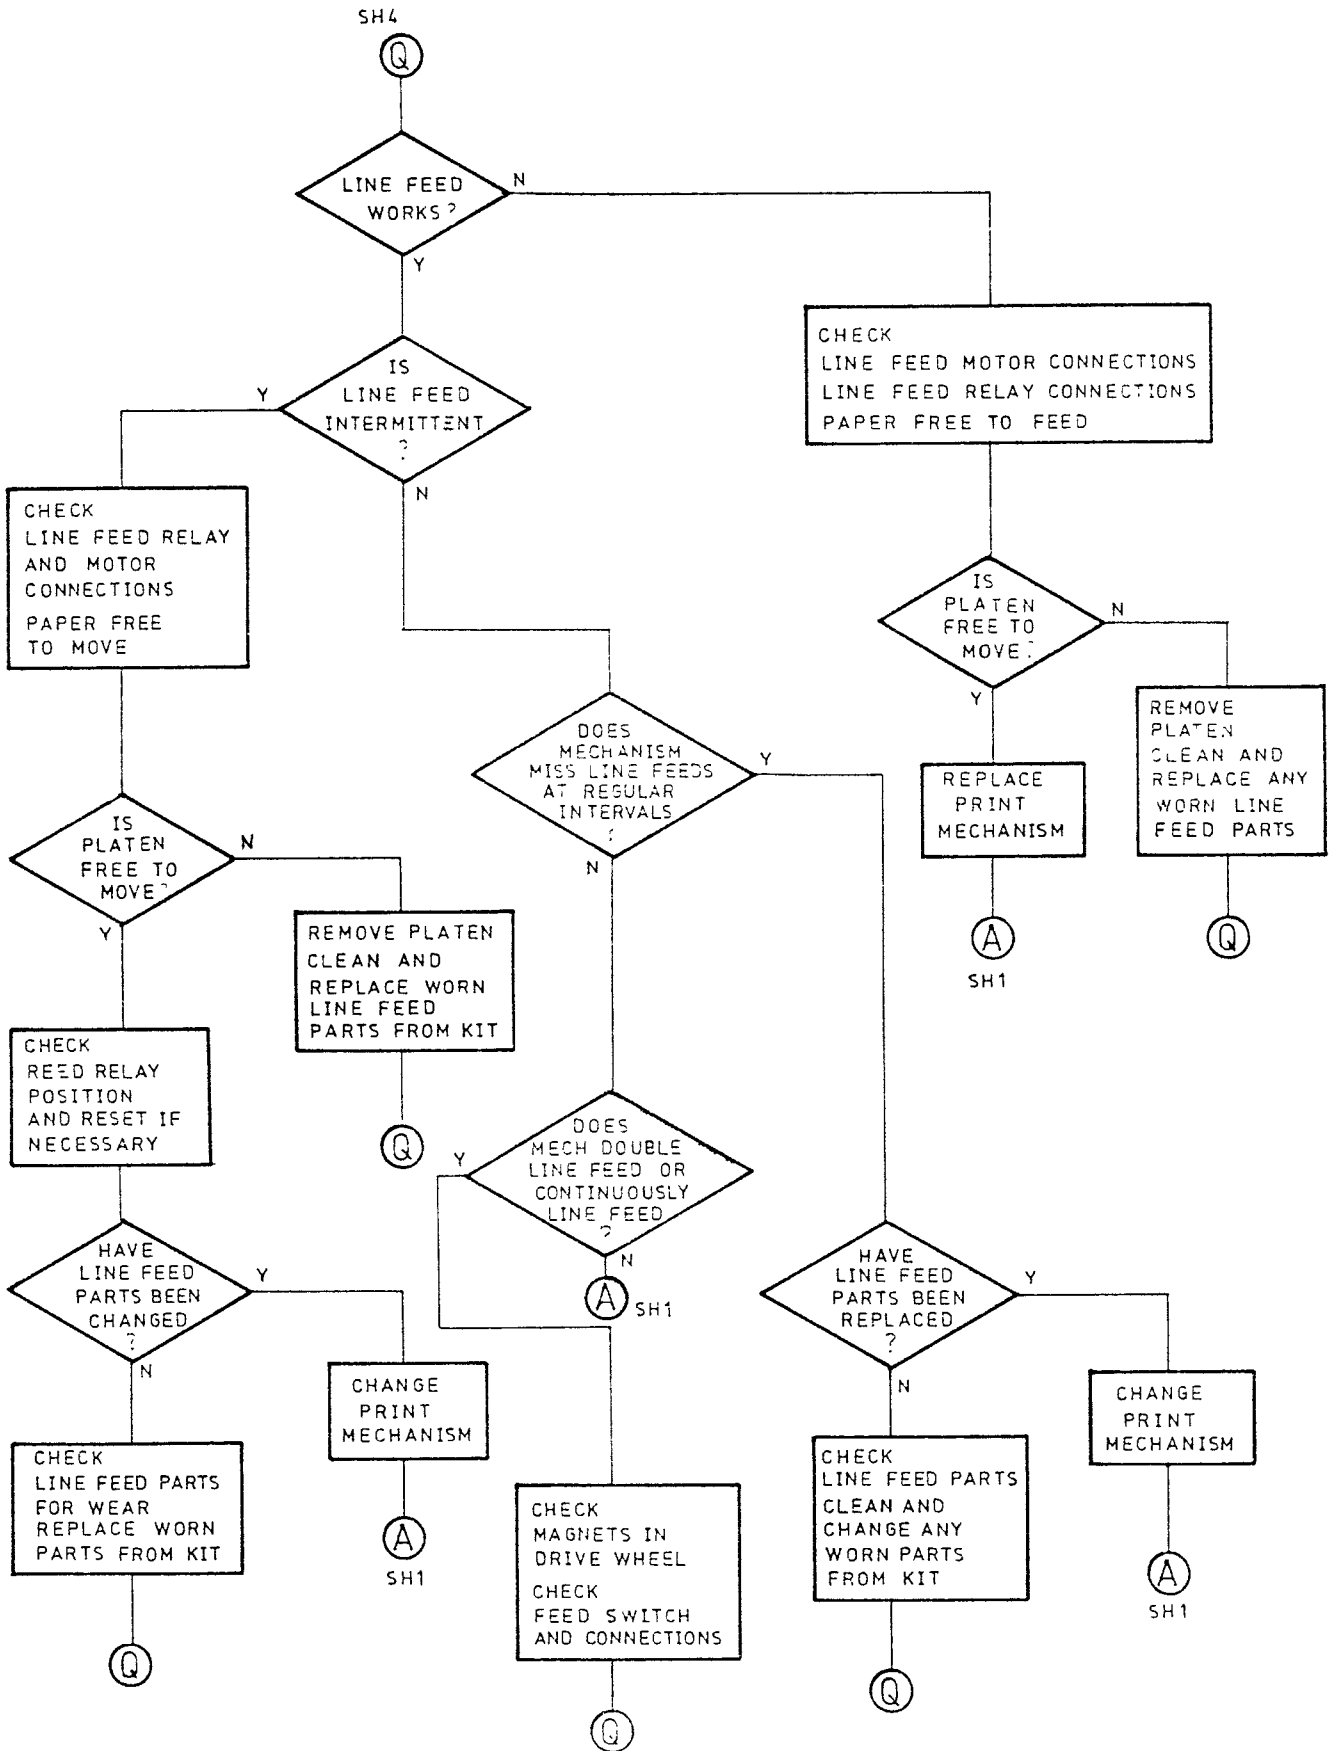 SH4
Q
LINE FEED
WORKS?
N
Y
IS
LINE FEED
INTERMITTENT
?
Y
N
CHECK
LINE FEED MOTOR CONNECTIONS
LINE FEED RELAY CONNECTIONS
PAPER FREE TO FEED
CHECK
LINE FEED RELAY
AND MOTOR
CONNECTIONS
PAPER FREE
TO MOVE
IS
PLATEN
FREE TO
MOVE?
N
Y
REMOVE
PLATEN
CLEAN AND
REPLACE ANY
WORN LINE
FEED PARTS
Q
REPLACE
PRINT
MECHANISM
A
SH1
DOES
MECHANISM
MISS LINE FEEDS
AT REGULAR
INTERVALS
?
Y
N
IS
PLATEN
FREE TO
MOVE?
N
Y
REMOVE PLATEN
CLEAN AND
REPLACE WORN
LINE FEED
PARTS FROM KIT
Q
CHECK
REED RELAY
POSITION
AND RESET IF
NECESSARY
DOES
MECH DOUBLE
LINE FEED OR
CONTINUOUSLY
LINE FEED
?
Y
N
A
SH1
HAVE
LINE FEED
PARTS BEEN
CHANGED
?
Y
N
CHANGE
PRINT
MECHANISM
A
SH1
CHECK
LINE FEED PARTS
FOR WEAR
REPLACE WORN
PARTS FROM KIT
Q
CHECK
MAGNETS IN
DRIVE WHEEL
CHECK
FEED SWITCH
AND CONNECTIONS
Q
HAVE
LINE FEED
PARTS BEEN
REPLACED
?
Y
N
CHECK
LINE FEED PARTS
CLEAN AND
CHANGE ANY
WORN PARTS
FROM KIT
Q
CHANGE
PRINT
MECHANISM
A
SH1